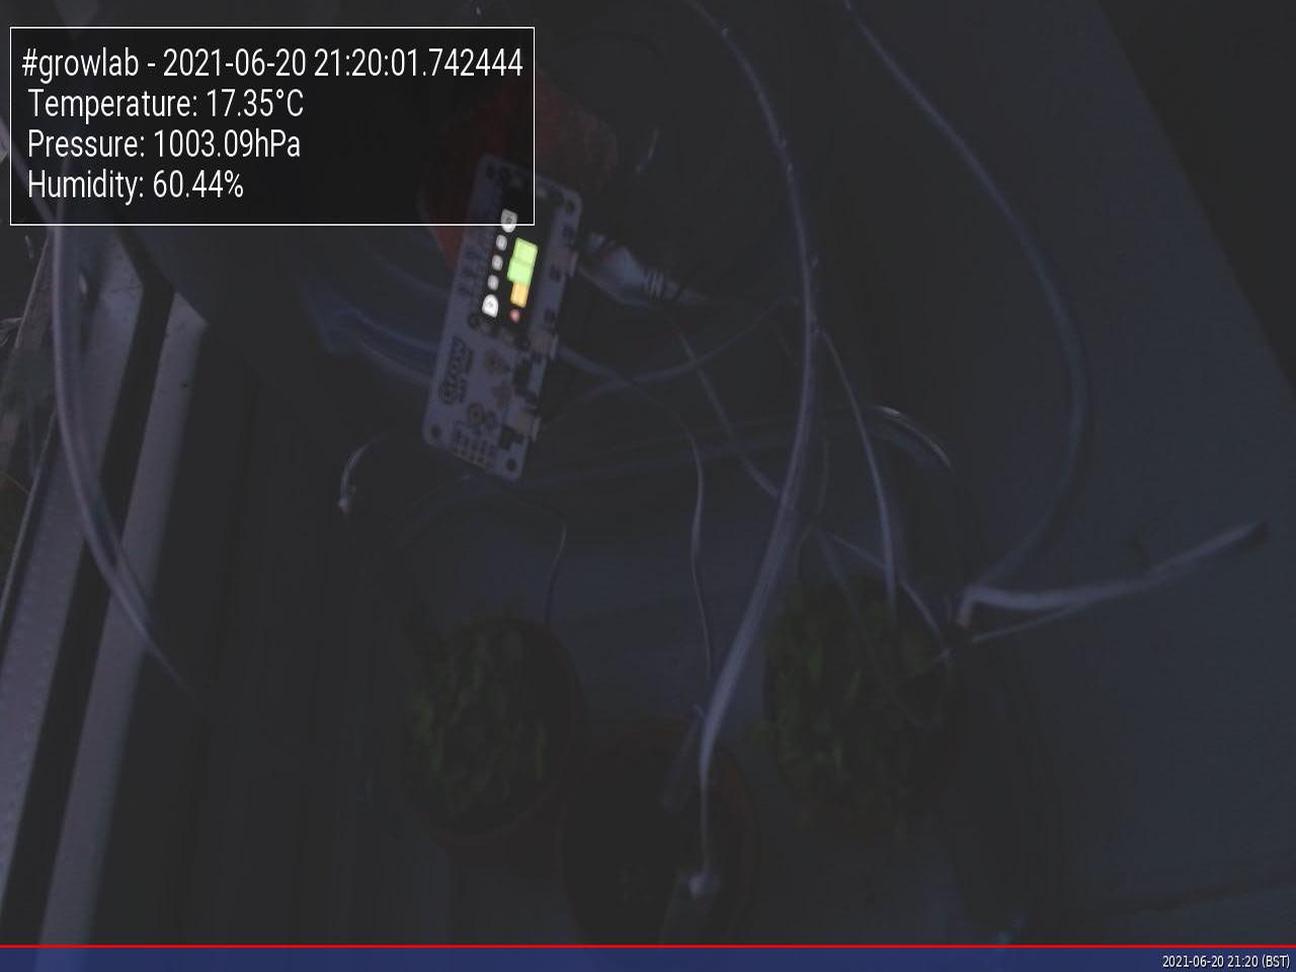 #growlab - 2021-06-20 21:20:01.742444
Temperature: 17.35°C
Pressure: 1003.09hPa
Humidity: 60.44%
GROW
2021-06-20 21:20 (BST)